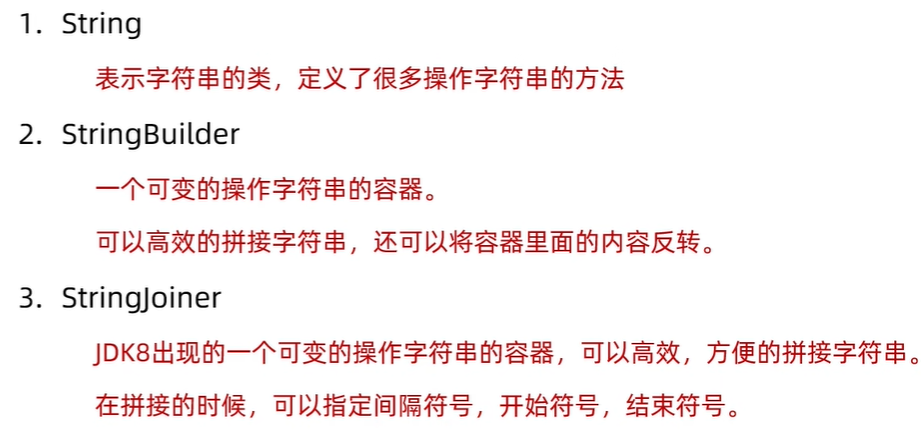 1. String
表示字符串的类，定义了很多操作字符串的方法
2. StringBuilder
一个可变的操作字符串的容器。
可以高效的拼接字符串，还可以将容器里面的内容反转。
3. StringJoiner
JDK8出现的一个可变的操作字符串的容器，可以高效，方便的拼接字符串。
在拼接的时候，可以指定间隔符号，开始符号，结束符号。